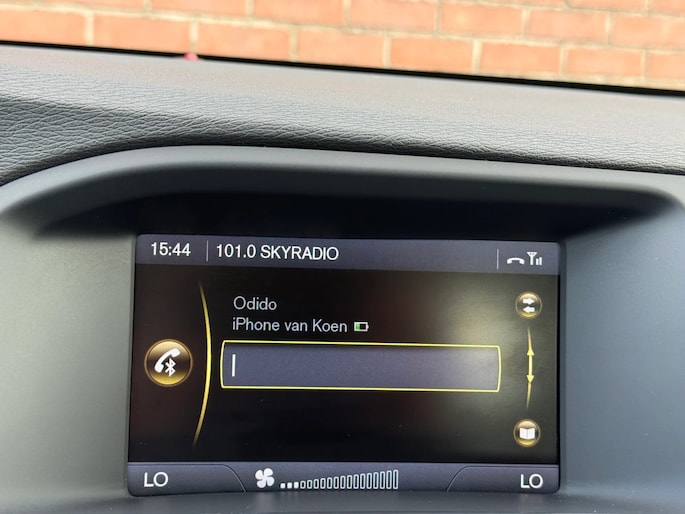 15:44 101.0 SKYRADIO
Odido
iPhone van Koen
LO LO